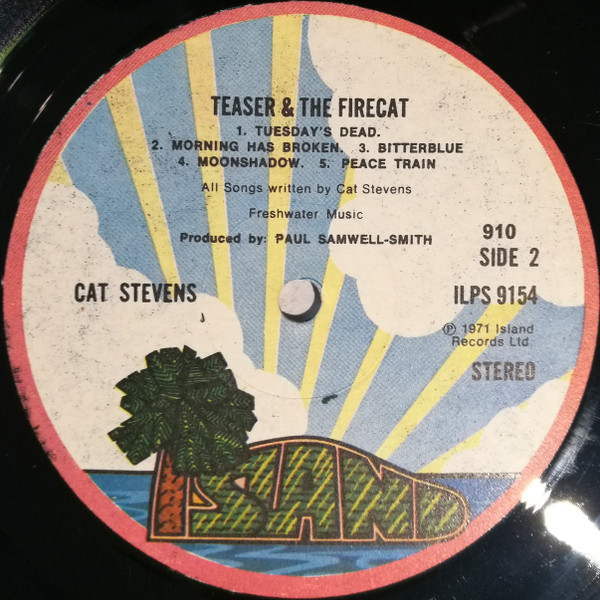 TEASER & THE FIRECAT
1. TUESDAY'S DEAD.
2. MORNING HAS BROKEN. 3. BITTERBLUE
4. MOONSHADOW. 5. PEACE TRAIN
All Songs written by Cat Stevens
Freshwater Music
Produced by: PAUL SAMWELL-SMITH
910
SIDE 2
CAT STEVENS
ILPS 9154
℗ 1971 Island
Records Ltd.
STEREO
ISLAND